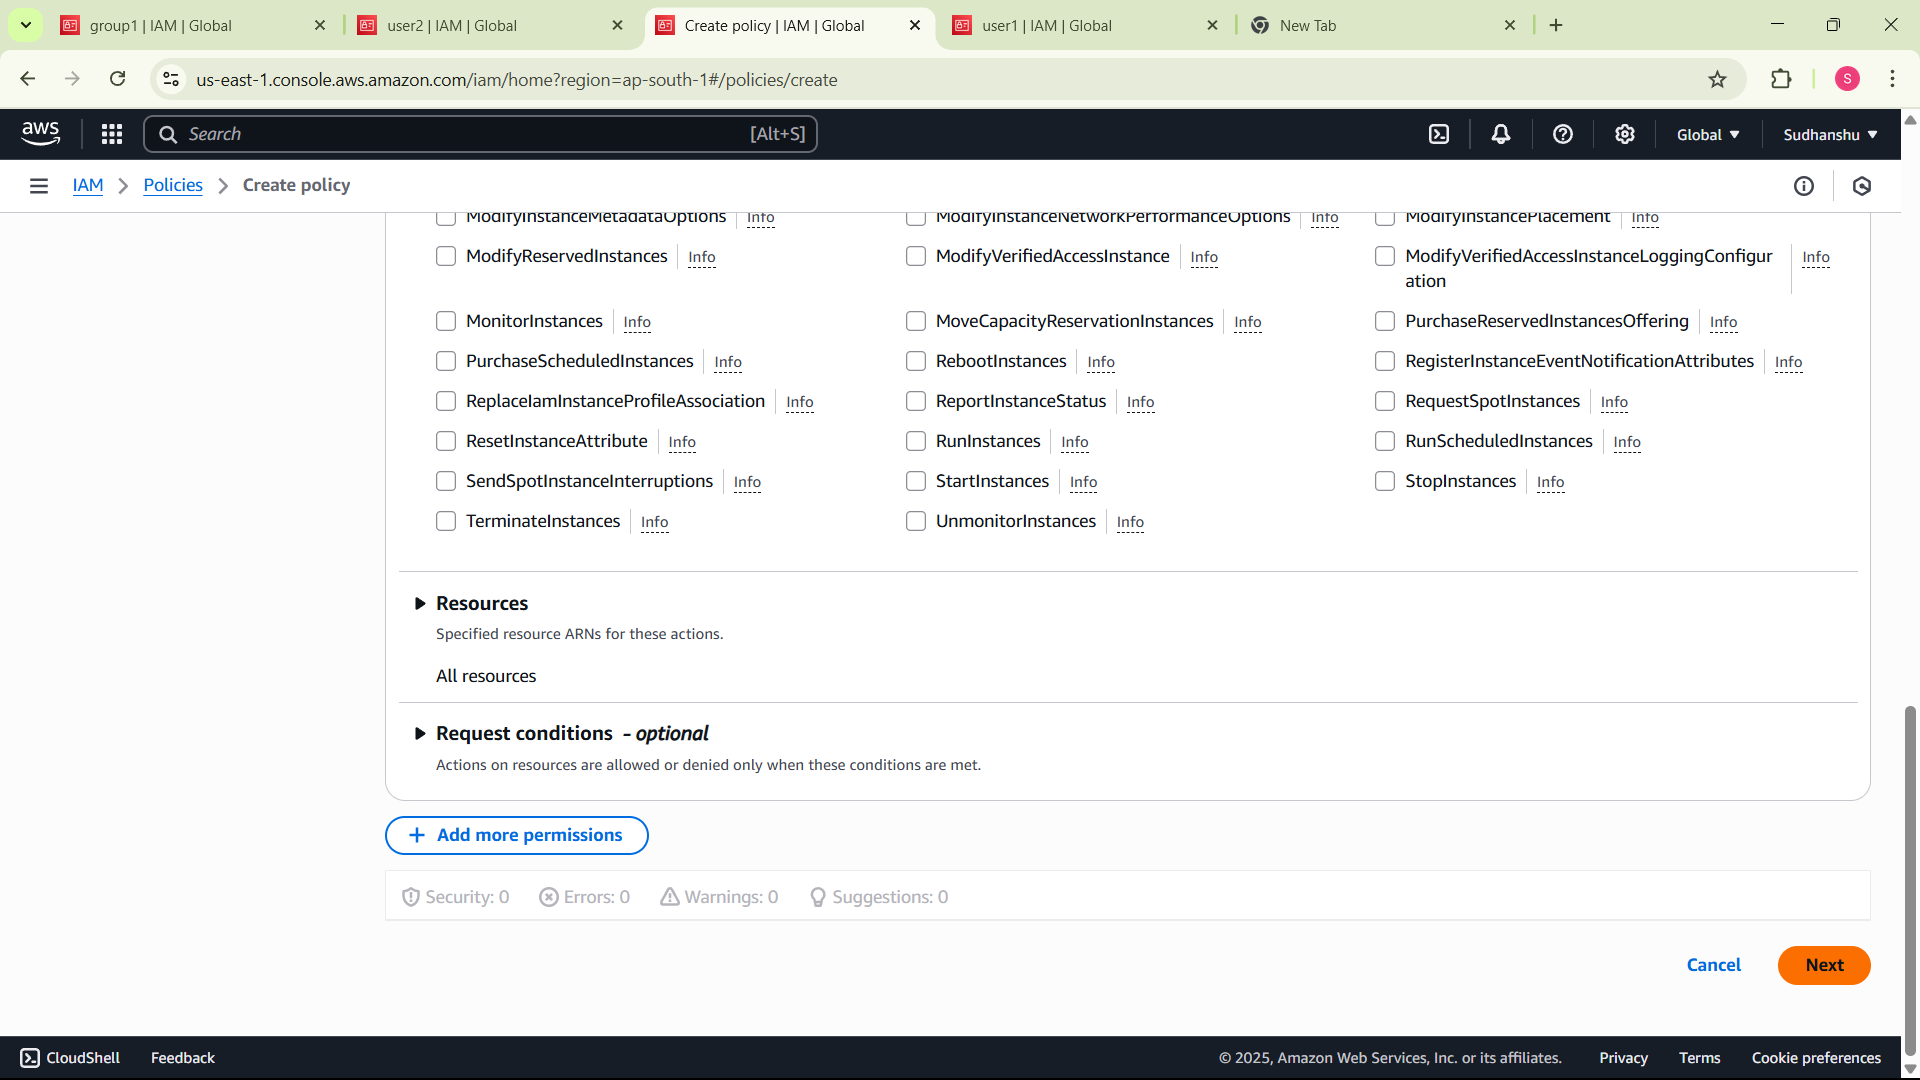 group1 | IAM | Global
user2 | IAM | Global
Create policy | IAM | Global
user1 | IAM | Global
New Tab
us-east-1.console.aws.amazon.com/iam/home?region=ap-south-1#/policies/create
S
aws
Search
[Alt+S]
Global
Sudhanshu
IAM
Policies
Create policy
ModifyInstanceMetadataOptions Info
ModifyInstanceNetworkPerformanceOptions Info
ModifyInstancePlacement Info
ModifyReservedInstances Info
ModifyVerifiedAccessInstance Info
ModifyVerifiedAccessInstanceLoggingConfigur Info
ation
MonitorInstances Info
MoveCapacityReservationInstances Info
PurchaseReservedInstancesOffering Info
PurchaseScheduledInstances Info
RebootInstances Info
RegisterInstanceEventNotificationAttributes Info
ReplaceIamInstanceProfileAssociation Info
ReportInstanceStatus Info
RequestSpotInstances Info
ResetInstanceAttribute Info
RunInstances Info
RunScheduledInstances Info
SendSpotInstanceInterruptions Info
StartInstances Info
StopInstances Info
TerminateInstances Info
UnmonitorInstances Info
Resources
Specified resource ARNs for these actions.
All resources
Request conditions - optional
Actions on resources are allowed or denied only when these conditions are met.
+ Add more permissions
Security: 0
Errors: 0
Warnings: 0
Suggestions: 0
Cancel
Next
CloudShell
Feedback
© 2025, Amazon Web Services, Inc. or its affiliates.
Privacy
Terms
Cookie preferences